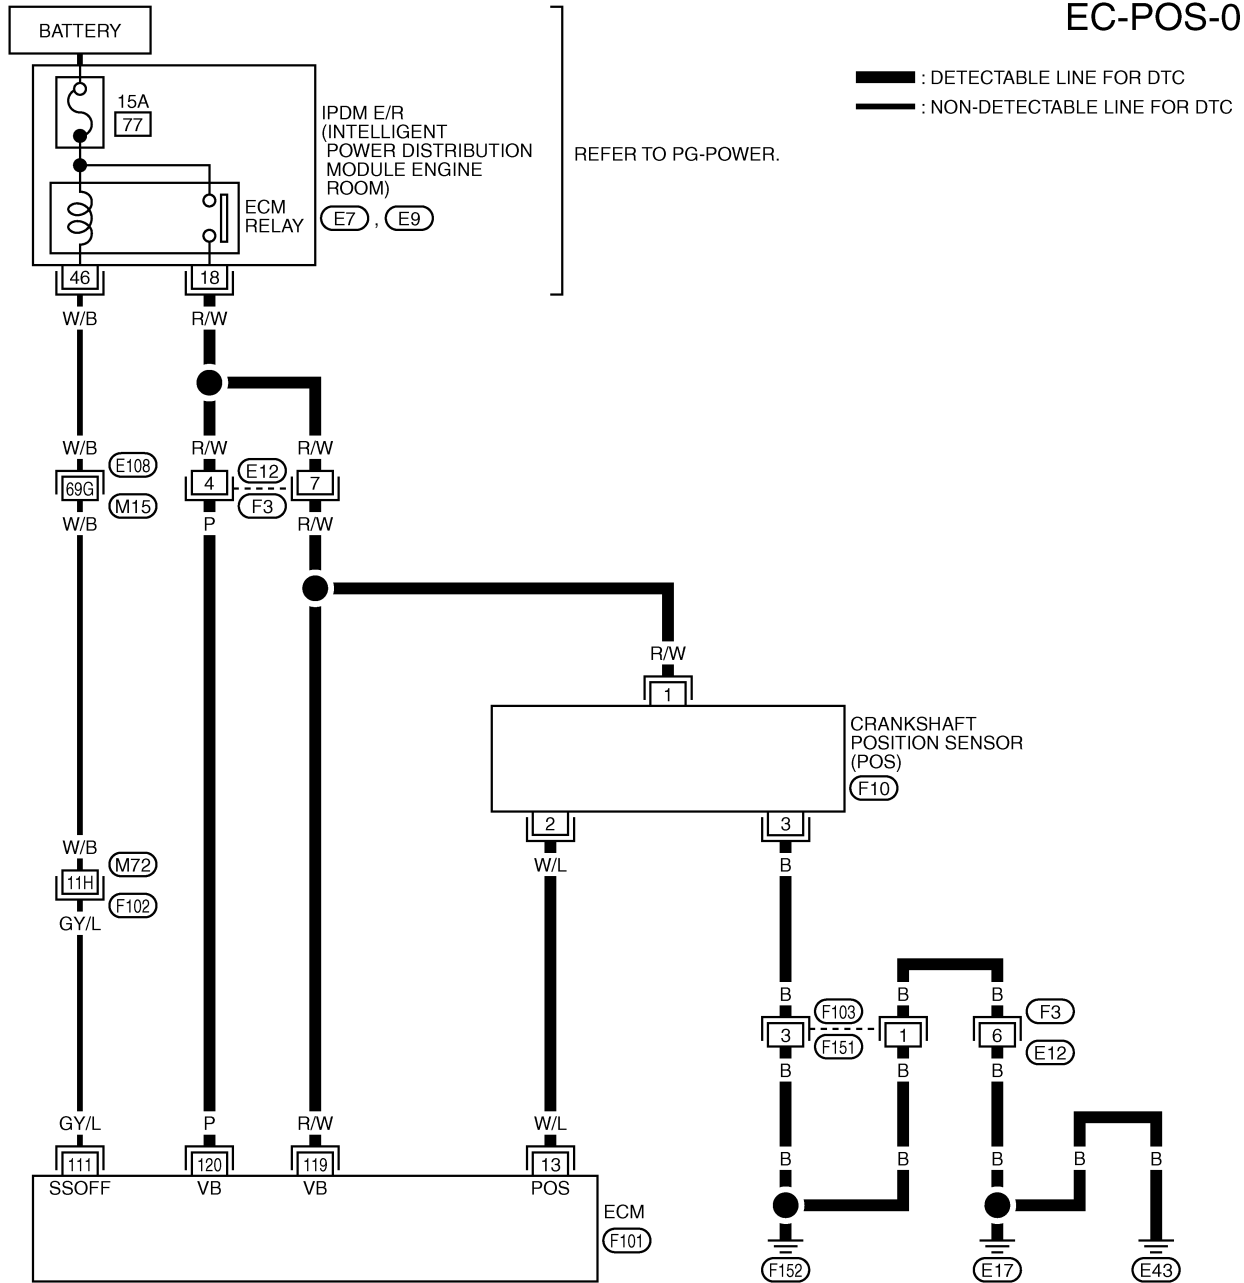 EC-POS-0
BATTERY
: DETECTABLE LINE FOR DTC
: NON-DETECTABLE LINE FOR DTC
15A
77
IPDM E/R
(INTELLIGENT
POWER DISTRIBUTION
MODULE ENGINE
ROOM)
E7 , E9
REFER TO PG-POWER.
ECM
RELAY
46 18
W/B R/W
W/B R/W R/W
E108
69G
M15
4
E12
F3
7
W/B P R/W
R/W
1
CRANKSHAFT
POSITION SENSOR
(POS)
F10
2 3
W/L B
W/B
M72
11H
F102
GY/L
B B B
F103
F151
3 1 6
F3
E12
B B B
GY/L P R/W W/L
B B B B
111 120 119 13
SSOFF VB VB POS
ECM
F101
F152 E17 E43